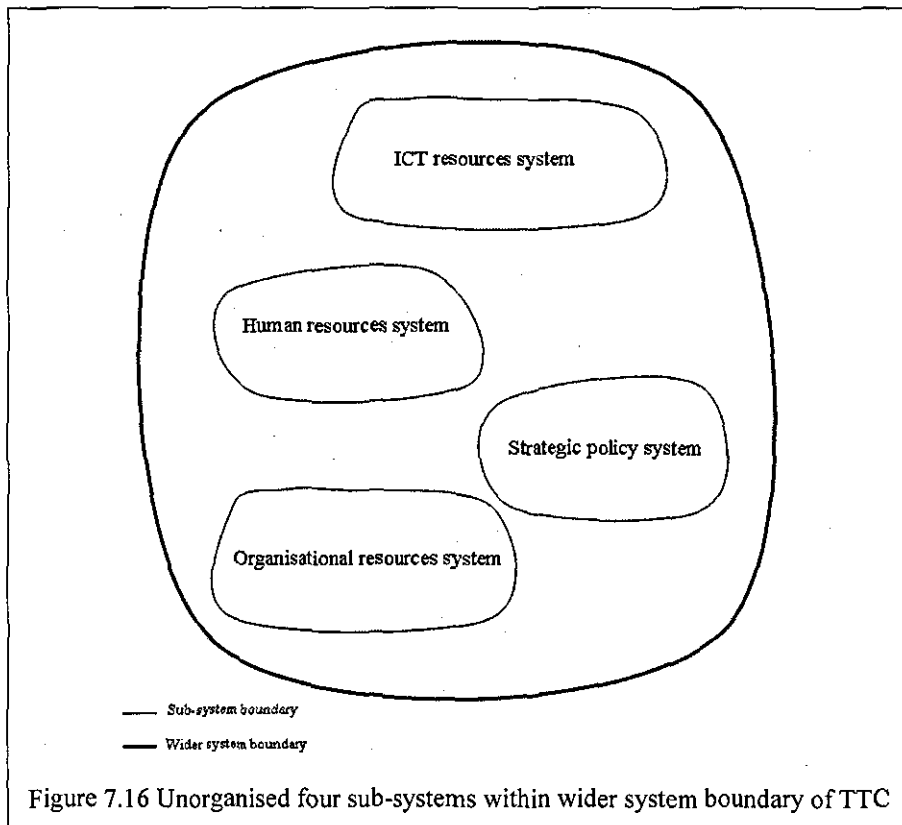 ICT resources system
Human resources system
Strategic policy system
Organisational resources system
Sub-system boundary
Wider system boundary
Figure 7.16 Unorganised four sub-systems within wider system boundary of TTC